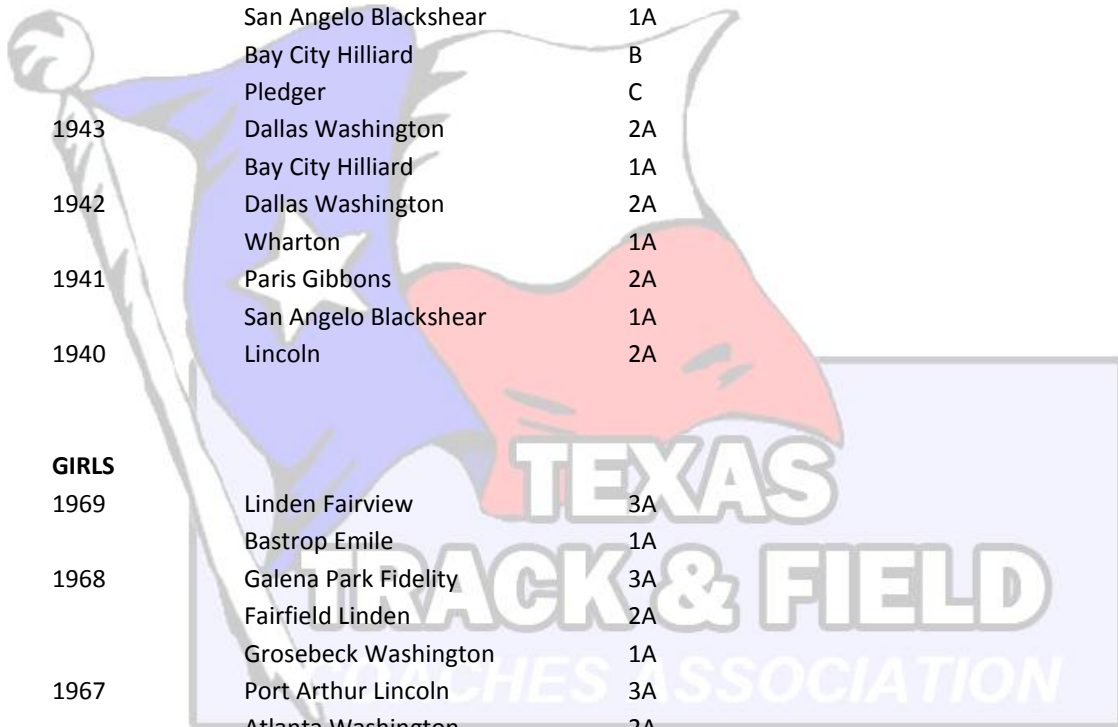 San Angelo Blackshear 1A
Bay City Hilliard B
Pledger C
1943 Dallas Washington 2A
Bay City Hilliard 1A
1942 Dallas Washington 2A
Wharton 1A
1941 Paris Gibbons 2A
San Angelo Blackshear 1A
1940 Lincoln 2A
GIRLS
1969 Linden Fairview 3A
TEXAS
Bastrop Emile 1A
1968 Galena Park Fidelity 3A
TRACK & FIELD
Fairfield Linden 2A
Grosebeck Washington 1A
1967 Port Arthur Lincoln 3A
COACHES ASSOCIATION
Atlanta Washington 2A